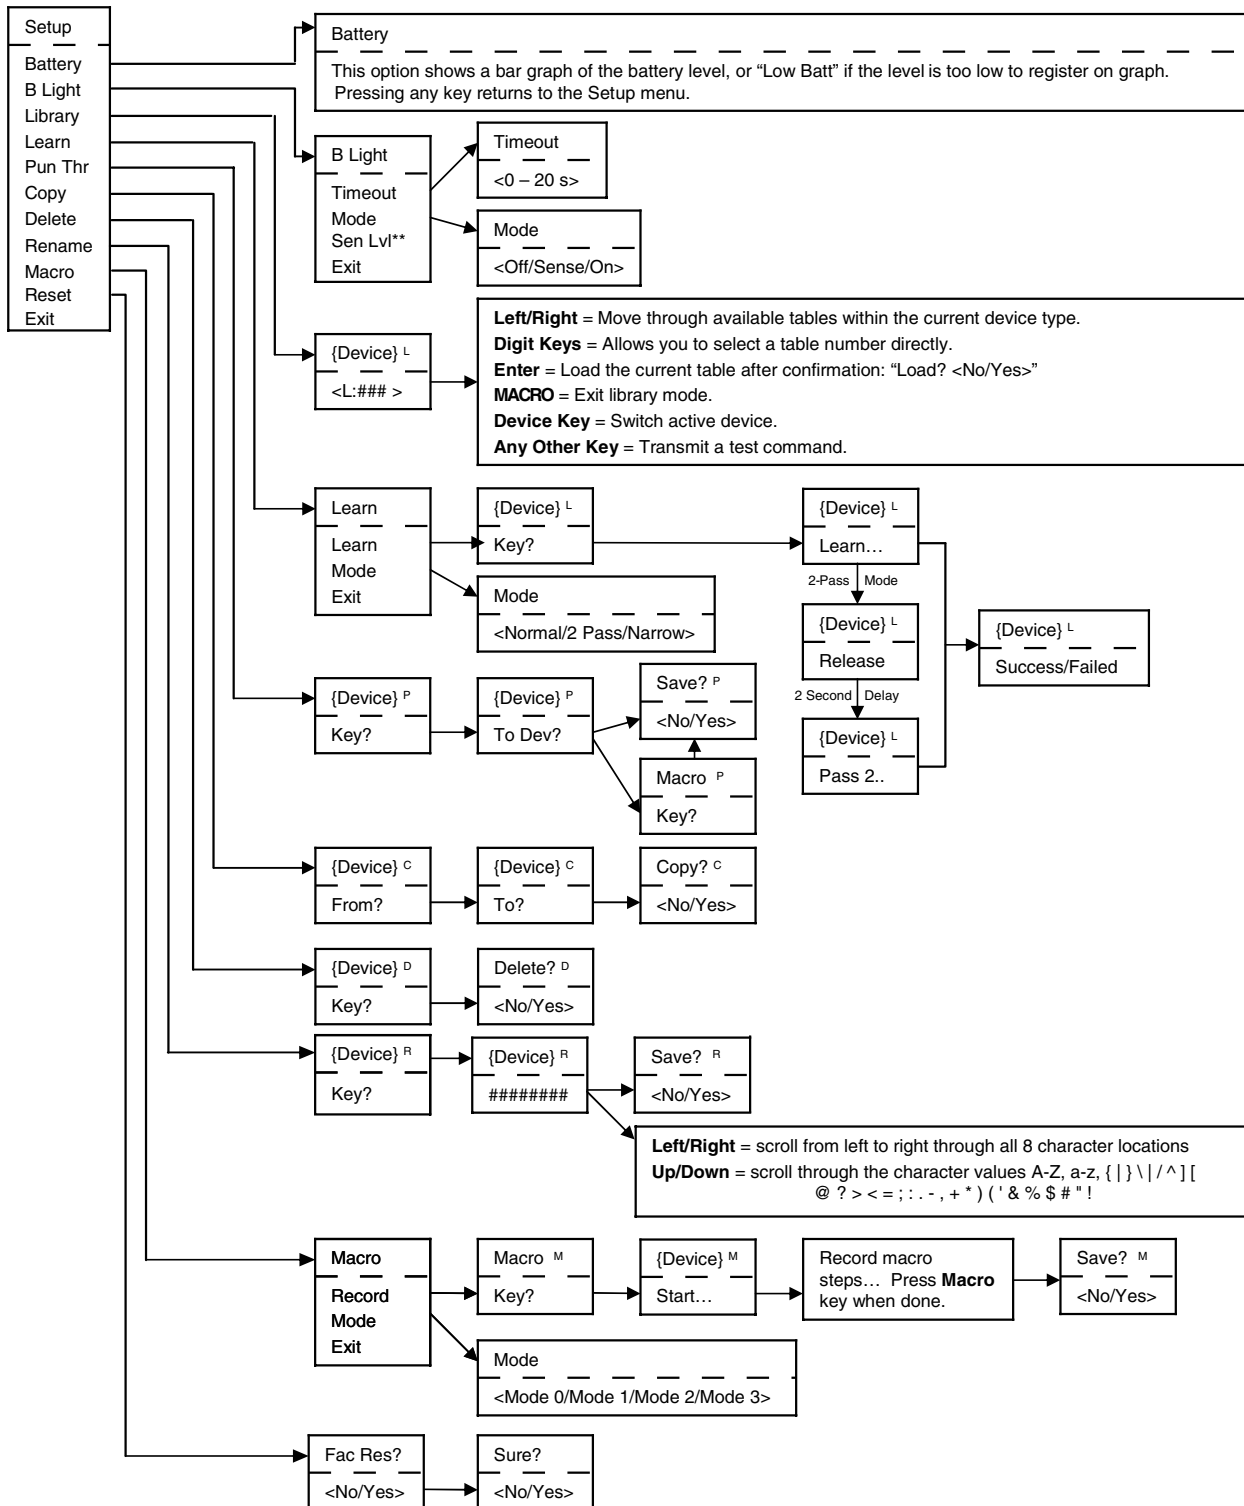 Setup
Battery
B Light
Library
Learn
Pun Thr
Copy
Delete
Rename
Macro
Reset
Exit
Battery
This option shows a bar graph of the battery level, or “Low Batt” if the level is too low to register on graph.
Pressing any key returns to the Setup menu.
B Light
Timeout
Mode
Sen Lvl**
Exit
Timeout
<0 – 20 s>
Mode
<Off/Sense/On>
{Device} L
<L:### >
Left/Right = Move through available tables within the current device type.
Digit Keys = Allows you to select a table number directly.
Enter = Load the current table after confirmation: “Load? <No/Yes>”
MACRO = Exit library mode.
Device Key = Switch active device.
Any Other Key = Transmit a test command.
Learn
Learn
Mode
Exit
{Device} L
Key?
Mode
<Normal/2 Pass/Narrow>
{Device} L
Learn…
2-Pass Mode
{Device} L
Release
2 Second Delay
{Device} L
Pass 2..
{Device} L
Success/Failed
{Device} P
Key?
{Device} P
To Dev?
Save? P
<No/Yes>
Macro P
Key?
{Device} C
From?
{Device} C
To?
Copy? C
<No/Yes>
{Device} D
Key?
Delete? D
<No/Yes>
{Device} R
Key?
{Device} R
########
Save? R
<No/Yes>
Left/Right = scroll from left to right through all 8 character locations
Up/Down = scroll through the character values A-Z, a-z, { | } \ | / ^ ] [
@ ? > < = ; : . - , + * ) ( ' & % $ # " !
Macro
Record
Mode
Exit
Macro M
Key?
{Device} M
Start…
Record macro
steps… Press Macro
key when done.
Save? M
<No/Yes>
Mode
<Mode 0/Mode 1/Mode 2/Mode 3>
Fac Res?
<No/Yes>
Sure?
<No/Yes>